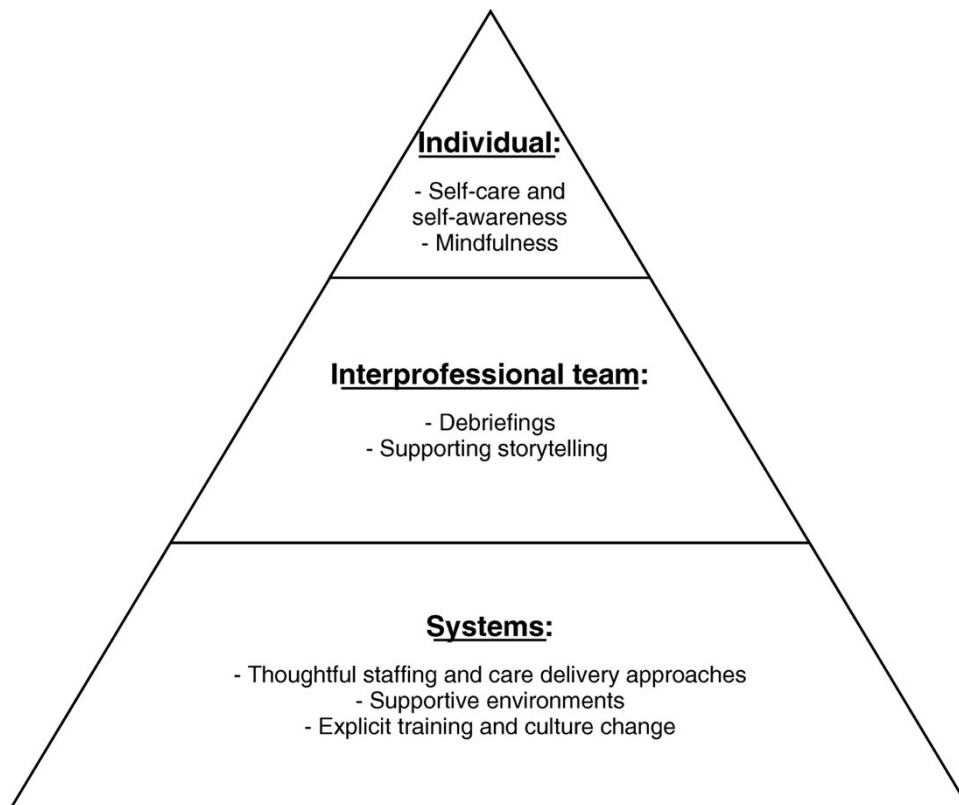 Individual:
- Self-care and
self-awareness
- Mindfulness
Interprofessional team:
- Debriefings
- Supporting storytelling
Systems:
- Thoughtful staffing and care delivery approaches
- Supportive environments
- Explicit training and culture change